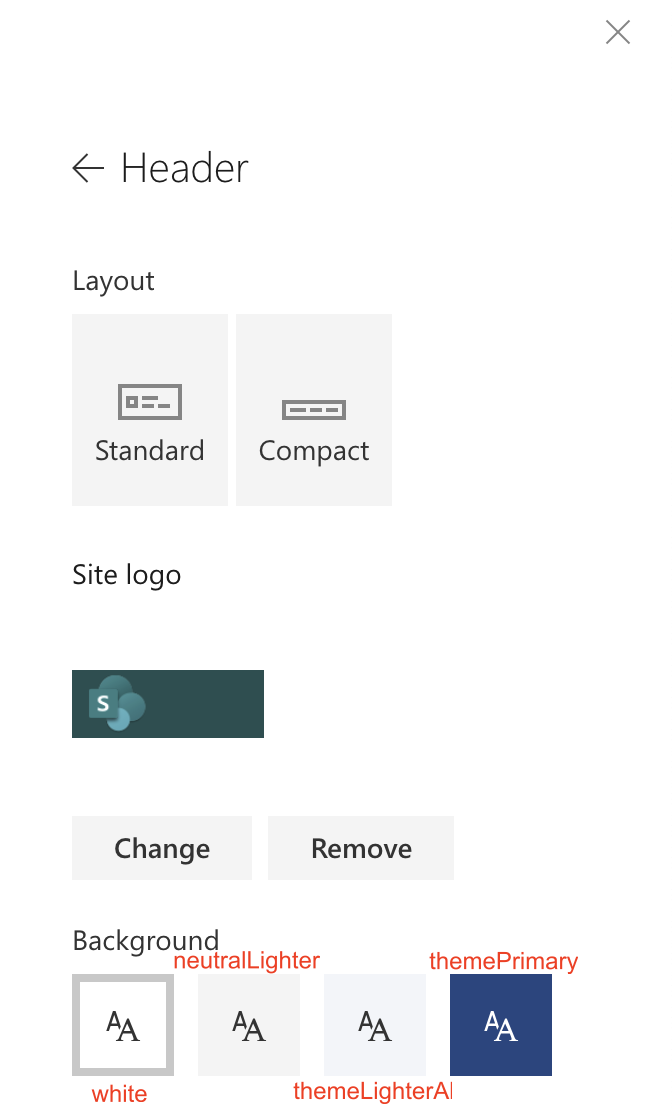 Header
Layout
Standard Compact
Site logo
S
Change Remove
Background
neutralLighter themePrimary
AA AA AA AA
white themeLighterAl